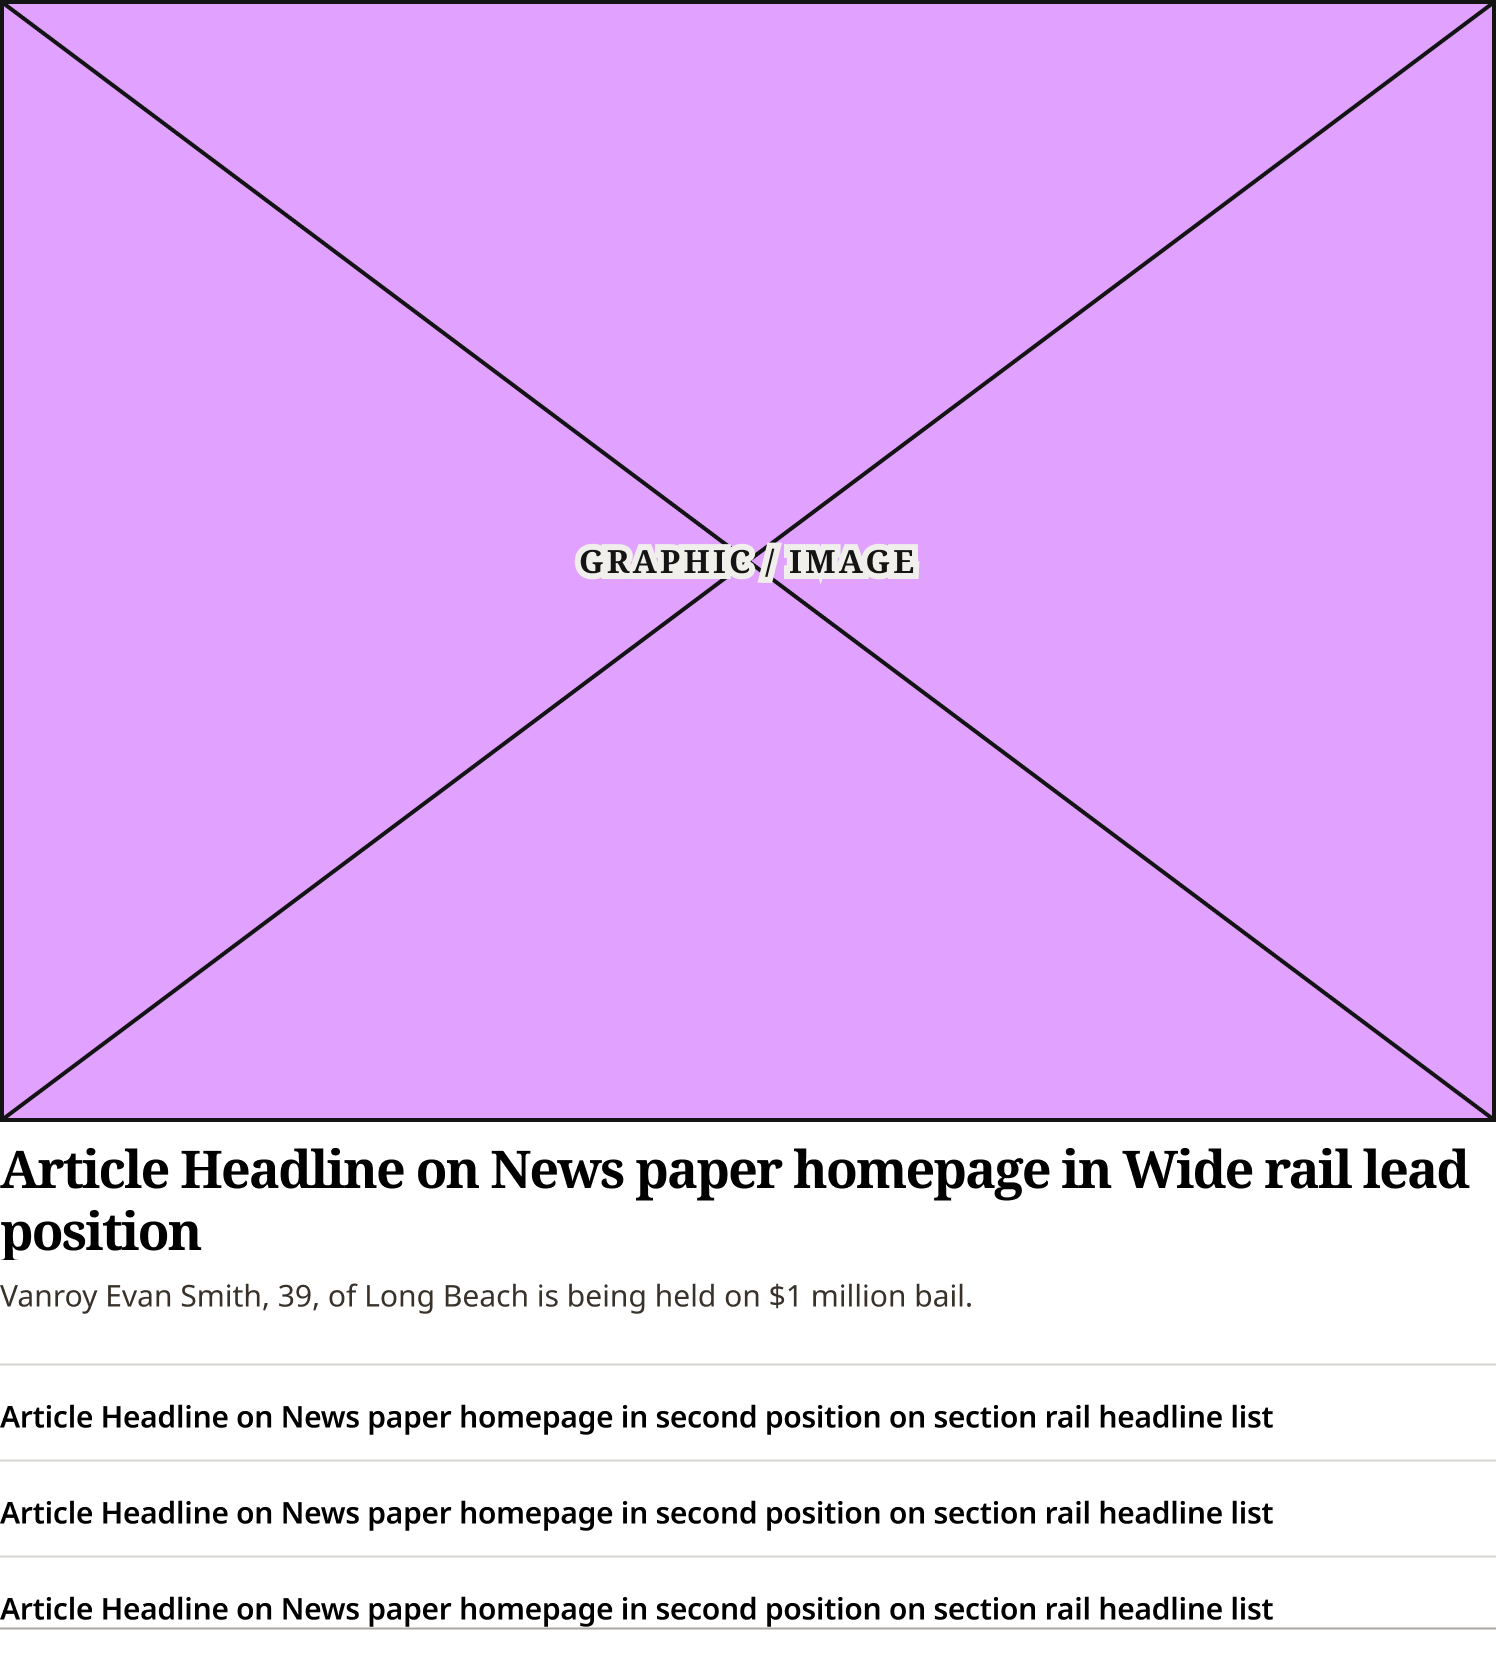 GRAPHIC / IMAGE
Article Headline on News paper homepage in Wide rail lead
position
Vanroy Evan Smith, 39, of Long Beach is being held on $1 million bail.
Article Headline on News paper homepage in second position on section rail headline list
Article Headline on News paper homepage in second position on section rail headline list
Article Headline on News paper homepage in second position on section rail headline list